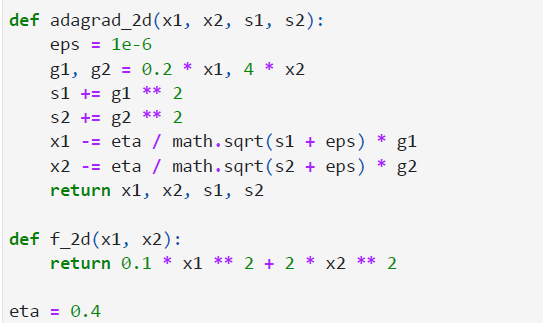 def adagrad_2d(x1, x2, s1, s2):
    eps = 1e-6
    g1, g2 = 0.2 * x1, 4 * x2
    s1 += g1 ** 2
    s2 += g2 ** 2
    x1 -= eta / math.sqrt(s1 + eps) * g1
    x2 -= eta / math.sqrt(s2 + eps) * g2
    return x1, x2, s1, s2

def f_2d(x1, x2):
    return 0.1 * x1 ** 2 + 2 * x2 ** 2

eta = 0.4